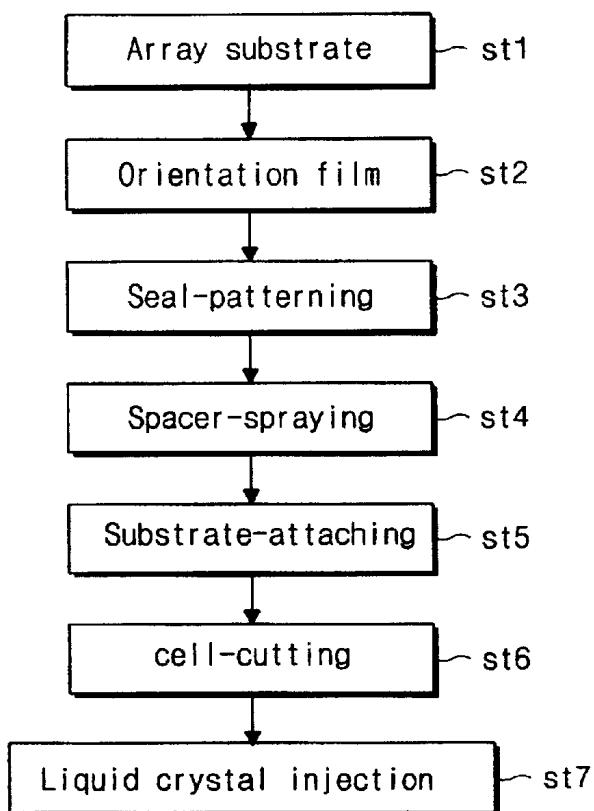 Array substrate st1
Orientation film st2
Seal-patterning st3
Spacer-spraying st4
Substrate-attaching st5
cell-cutting st6
Liquid crystal injection st7